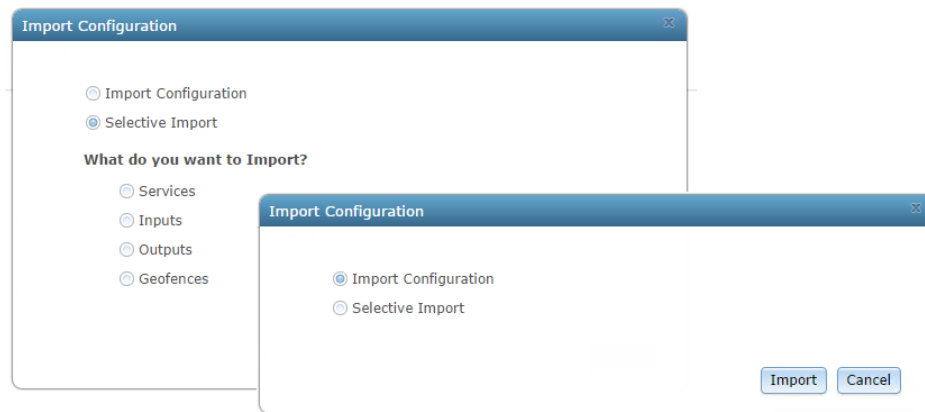 Import Configuration
Import Configuration
Selective Import
What do you want to Import?
Services
Inputs
Outputs
Geofences
Import Configuration
Import Configuration
Selective Import
Import Cancel